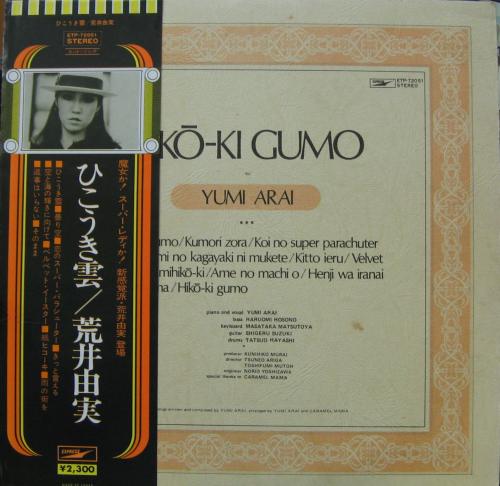 ひこうき雲/荒井由実
ETP-72051
STEREO
魔女か!スーパー・レディか!新感覚派・荒井由実登場
■ひこうき雲■曇り空■恋のスーパー・パラシューター■きっと言える
■空と海の輝きに向けて■ベルベット・イースター■紙ヒコーキ■雨の街を
■返事はいらない■そのまま
ひこうき雲/荒井由実
EXPRESS
¥2,300
EXPRESS
ETP-72051
STEREO
KŌ-KI GUMO
by
YUMI ARAI
umo/Kumori zora/Koi no super parachuter
mi no kagayaki ni mukete/Kitto ieru/Velvet
mihikō-ki/Ame no machi o/Henji wa iranai
na/Hikō-ki gumo
piano and vocal YUMI ARAI
bass HARUOMI HOSONO
keyboard MASATAKA MATSUTOYA
guitar SHIGERU SUZUKI
drums TATSUO HAYASHI
producer KUNIHIKO MURAI
director TSUNEO ARIGA
TOSHIFUMI MUTOH
engineer NORIO YOSHIZAWA
special thanks to CARAMEL MAMA
written and composed by YUMI ARAI, arranged by YUMI ARAI and CARAMEL MAMA